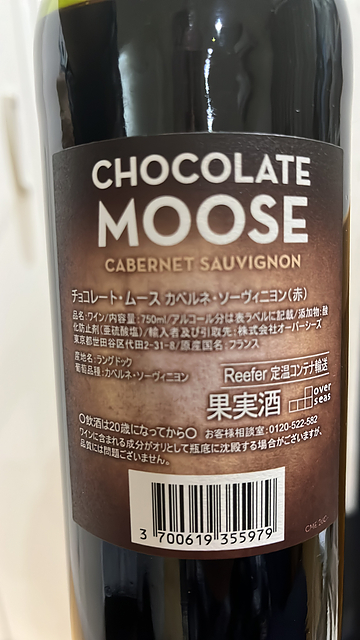 CHOCOLATE
MOOSE
CABERNET SAUVIGNON
チョコレート・ムース カベルネ・ソーヴィニヨン(赤)
品名:ワイン/内容量:750ml/アルコール分は表ラベルに記載/添加物:酸
化防止剤(亜硫酸塩)/輸入者及び引取先:株式会社オーバーシーズ
東京都世田谷区代田2-31-8/原産国名:フランス
産地名:ラングドック
葡萄品種:カベルネ・ソーヴィニヨン
Reefer 定温コンテナ輸送
果実酒
over
seas
〇飲酒は20歳になってから〇 お客様相談室:0120-522-582
ワインに含まれる成分がオリとして瓶底に沈殿する場合がございますが、
品質には問題ございません。
3 700619 355979